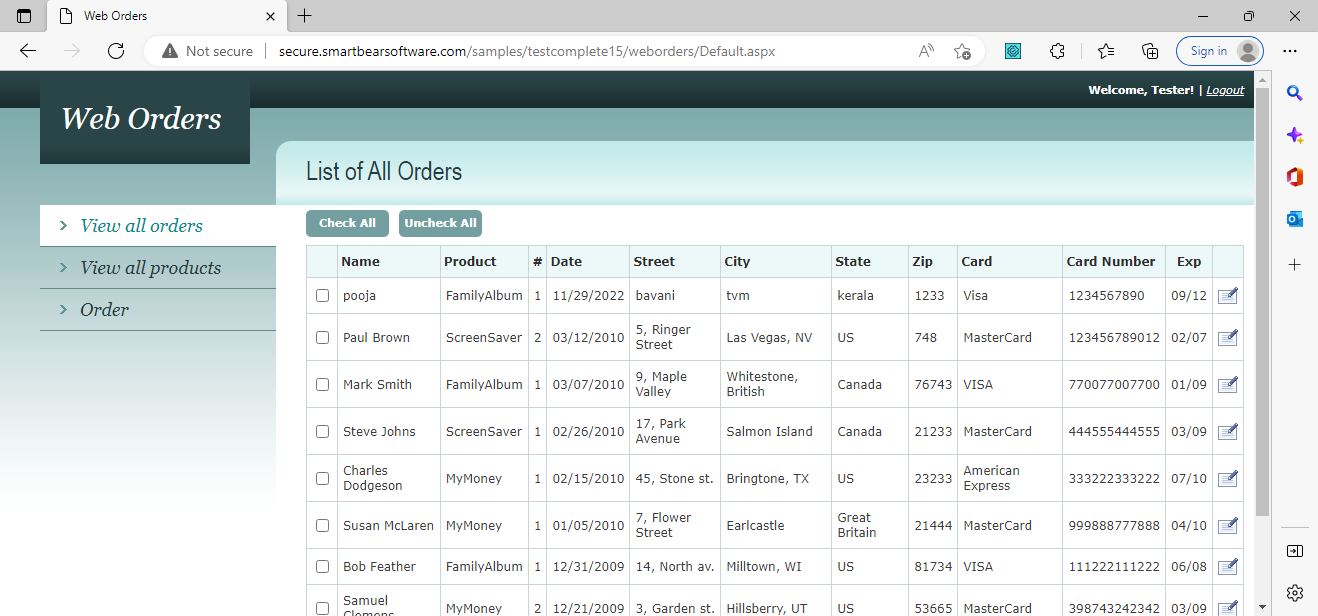 Web Orders
Not secure secure.smartbearsoftware.com/samples/testcomplete15/weborders/Default.aspx Sign in
Welcome, Tester! | Logout
Web Orders
List of All Orders
View all orders
View all products
Order
Check All Uncheck All
Name Product # Date Street City State Zip Card Card Number Exp
pooja FamilyAlbum 1 11/29/2022 bavani tvm kerala 1233 Visa 1234567890 09/12
Paul Brown ScreenSaver 2 03/12/2010 5, Ringer Street Las Vegas, NV US 748 MasterCard 123456789012 02/07
Mark Smith FamilyAlbum 1 03/07/2010 9, Maple Valley Whitestone, British Canada 76743 VISA 770077007700 01/09
Steve Johns ScreenSaver 1 02/26/2010 17, Park Avenue Salmon Island Canada 21233 MasterCard 444555444555 03/09
Charles Dodgeson MyMoney 1 02/15/2010 45, Stone st. Bringtone, TX US 23233 American Express 333222333222 07/10
Susan McLaren MyMoney 1 01/05/2010 7, Flower Street Earlcastle Great Britain 21444 MasterCard 999888777888 04/10
Bob Feather FamilyAlbum 1 12/31/2009 14, North av. Milltown, WI US 81734 VISA 111222111222 06/08
Samuel Clemens MyMoney 2 12/21/2009 3, Garden st. Hillsberry, UT US 53665 MasterCard 398743242342 03/09